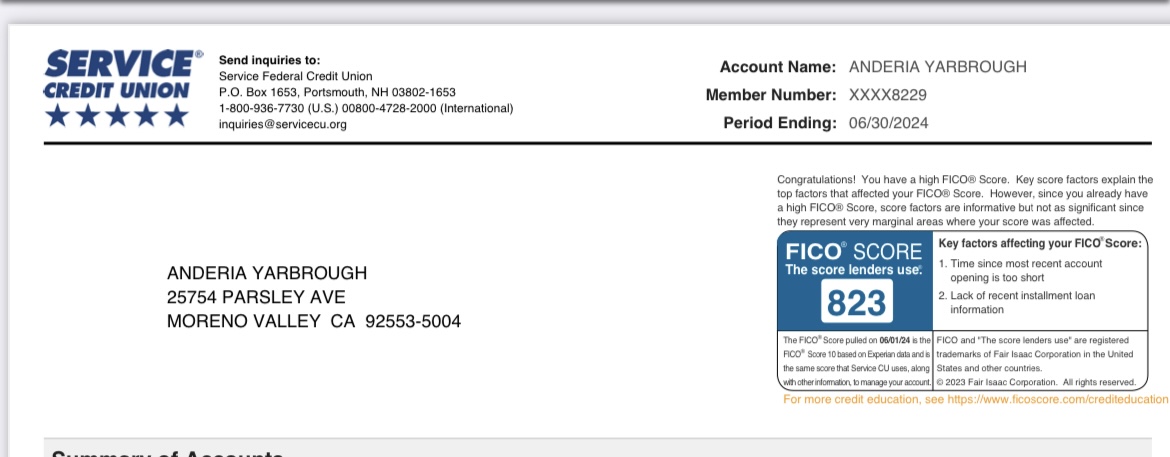 SERVICE®
CREDIT UNION
Send inquiries to:
Service Federal Credit Union
P.O. Box 1653, Portsmouth, NH 03802-1653
1-800-936-7730 (U.S.) 00800-4728-2000 (International)
inquiries@servicecu.org
Account Name: ANDERIA YARBROUGH
Member Number: XXXX8229
Period Ending: 06/30/2024
Congratulations! You have a high FICO® Score. Key score factors explain the
top factors that affected your FICO® Score. However, since you already have
a high FICO® Score, score factors are informative but not as significant since
they represent very marginal areas where your score was affected.
ANDERIA YARBROUGH
25754 PARSLEY AVE
MORENO VALLEY CA 92553-5004
FICO® SCORE
The score lenders use®.
823
Key factors affecting your FICO® Score:
1. Time since most recent account
opening is too short
2. Lack of recent installment loan
information
The FICO® Score pulled on 06/01/24 is the
FICO® Score 10 based on Experian data and is
the same score that Service CU uses, along
with other information, to manage your account.
FICO and "The score lenders use" are registered
trademarks of Fair Isaac Corporation in the United
States and other countries.
© 2023 Fair Isaac Corporation. All rights reserved.
For more credit education, see https://www.ficoscore.com/crediteducation
Summary of Accounts